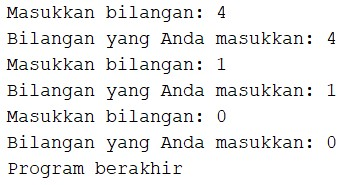 Masukkan bilangan: 4
Bilangan yang Anda masukkan: 4
Masukkan bilangan: 1
Bilangan yang Anda masukkan: 1
Masukkan bilangan: 0
Bilangan yang Anda masukkan: 0
Program berakhir